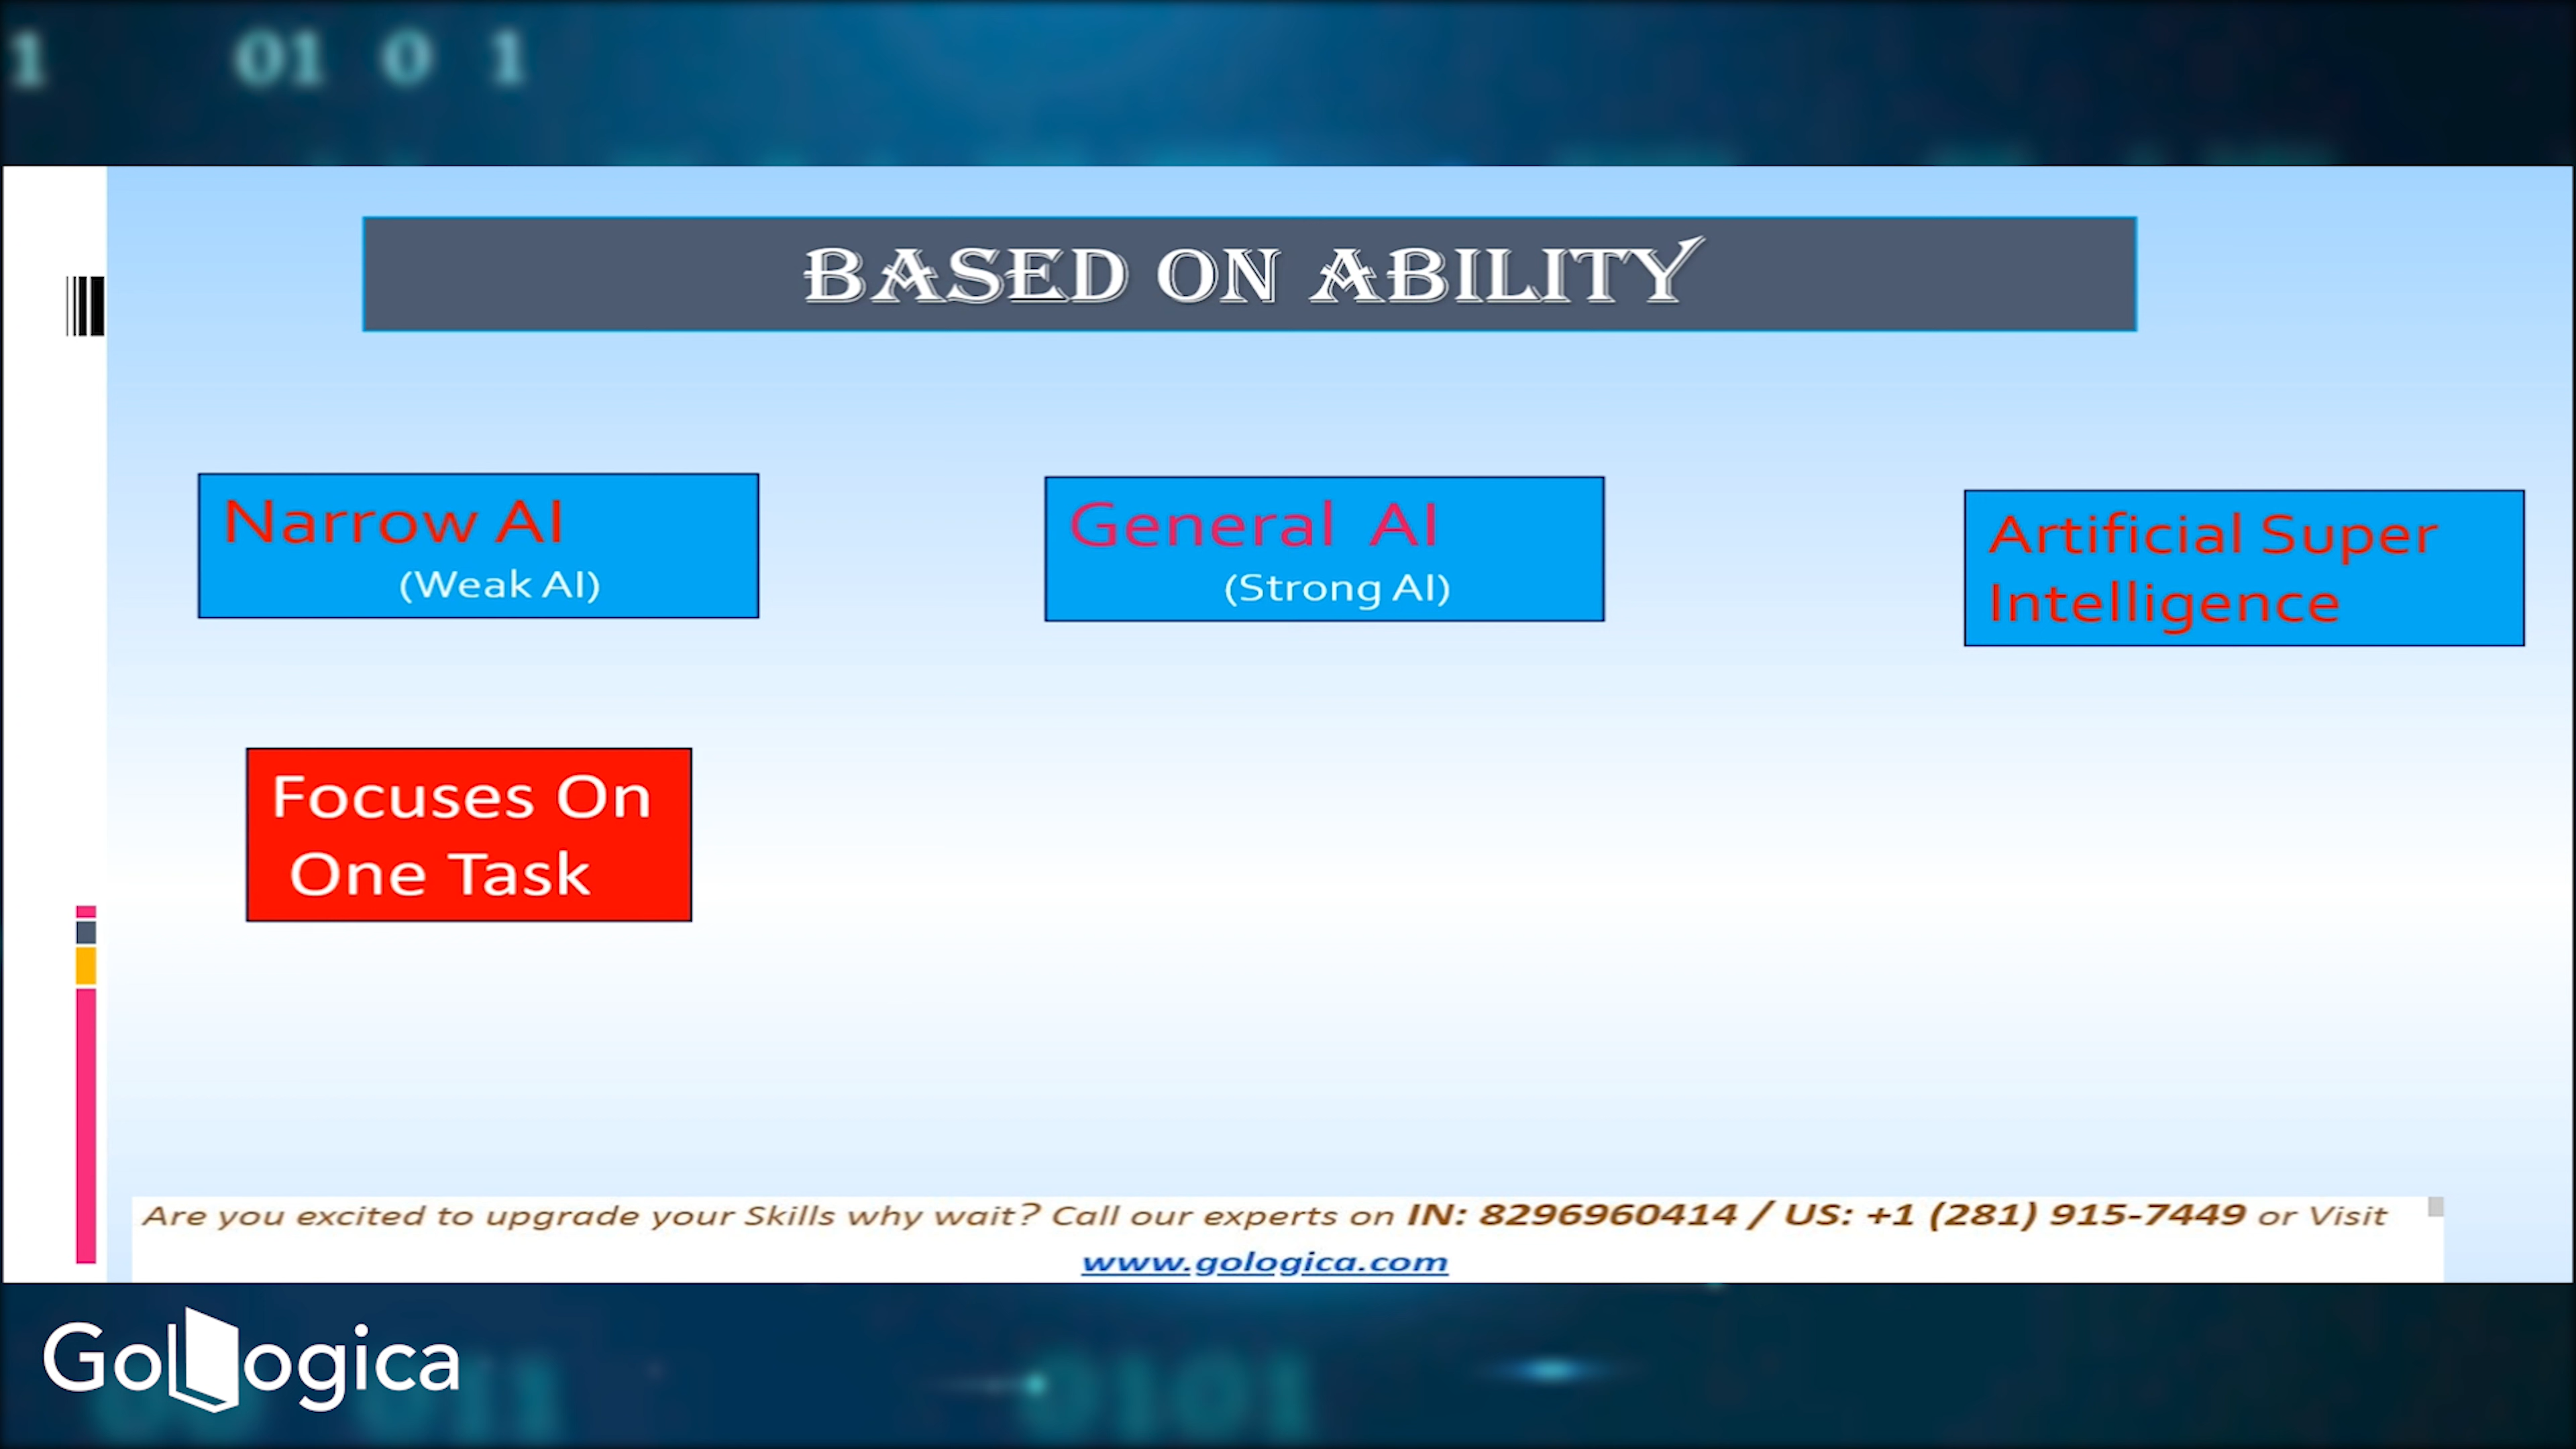 1 01 0 1
BASED ON ABILITY
Narrow AI
(Weak AI)
General AI
(Strong AI)
Artificial Super
Intelligence
Focuses On
One Task
Are you excited to upgrade your Skills why wait? Call our experts on IN: 8296960414 / US: +1 (281) 915-7449 or Visit
www.gologica.com
GoLogica
0101